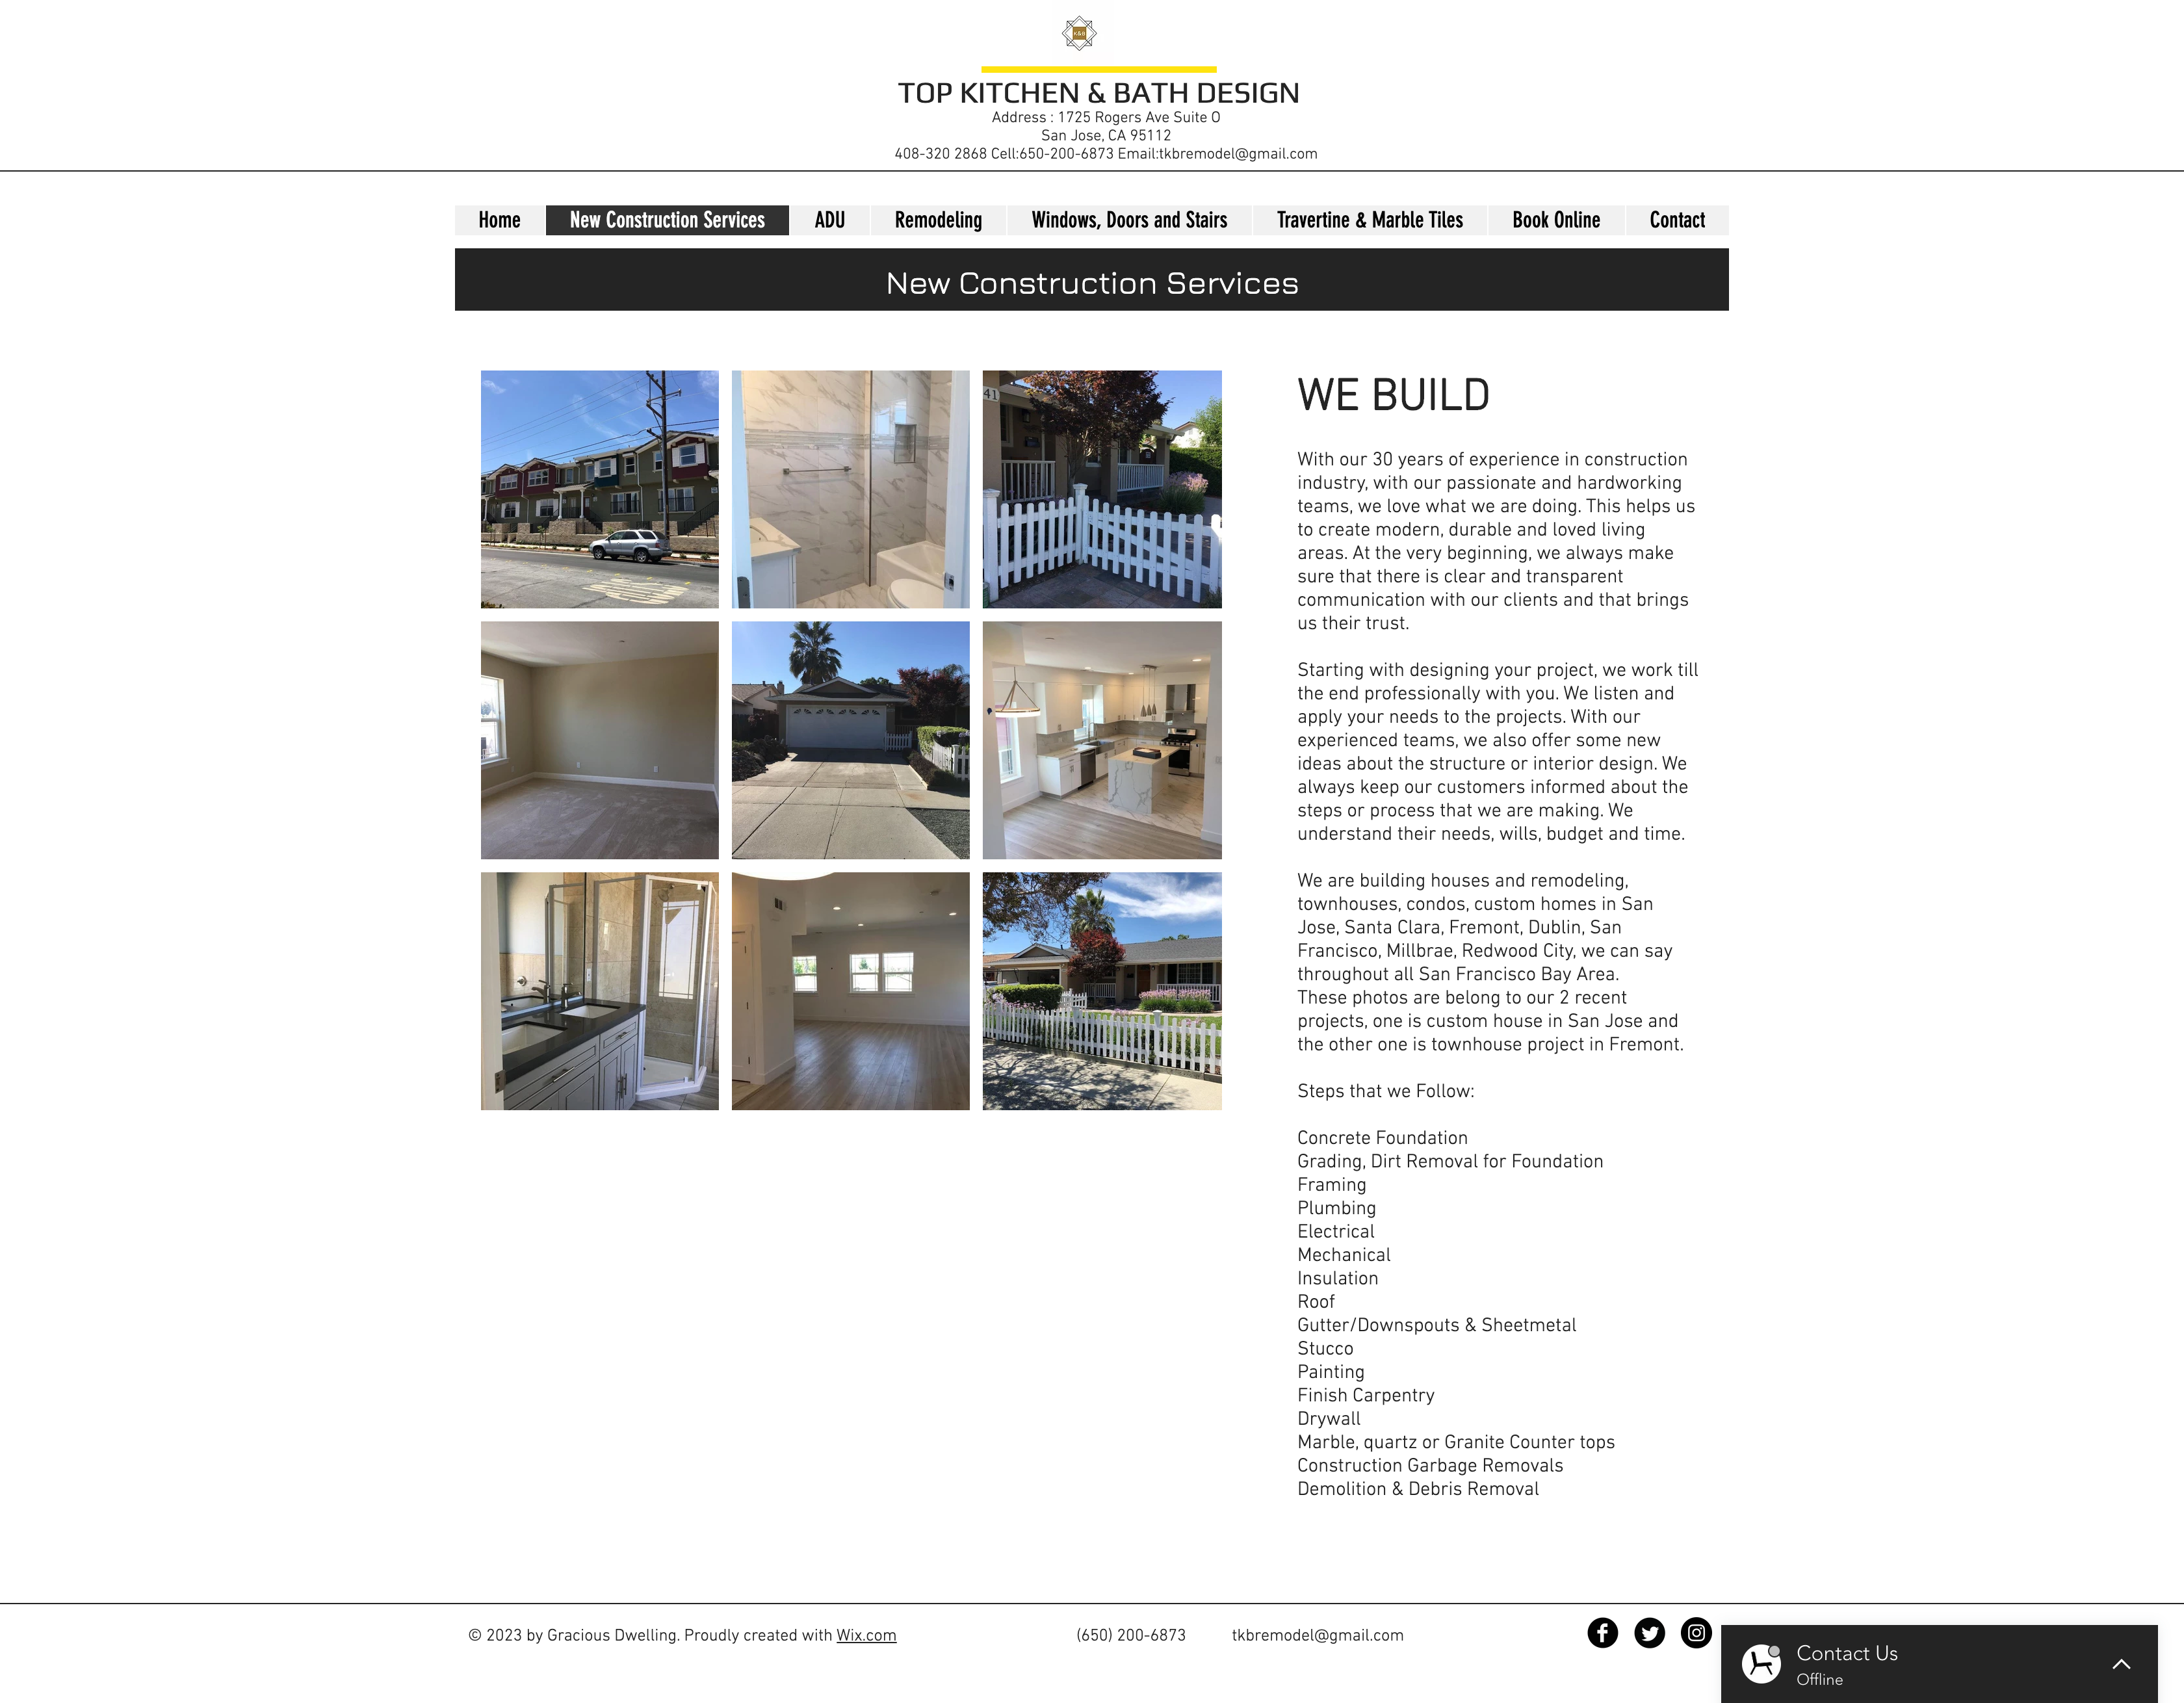 K&B
TOP KITCHEN & BATH DESIGN
Address : 1725 Rogers Ave Suite O
San Jose, CA 95112
408-320 2868 Cell:650-200-6873 Email:tkbremodel@gmail.com
Home New Construction Services ADU Remodeling Windows, Doors and Stairs Travertine & Marble Tiles Book Online Contact
New Construction Services
41
WE BUILD
With our 30 years of experience in construction
industry, with our passionate and hardworking
teams, we love what we are doing. This helps us
to create modern, durable and loved living
areas. At the very beginning, we always make
sure that there is clear and transparent
communication with our clients and that brings
us their trust.
Starting with designing your project, we work till
the end professionally with you. We listen and
apply your needs to the projects. With our
experienced teams, we also offer some new
ideas about the structure or interior design. We
always keep our customers informed about the
steps or process that we are making. We
understand their needs, wills, budget and time.
We are building houses and remodeling,
townhouses, condos, custom homes in San
Jose, Santa Clara, Fremont, Dublin, San
Francisco, Millbrae, Redwood City, we can say
throughout all San Francisco Bay Area.
These photos are belong to our 2 recent
projects, one is custom house in San Jose and
the other one is townhouse project in Fremont.
Steps that we Follow:
Concrete Foundation
Grading, Dirt Removal for Foundation
Framing
Plumbing
Electrical
Mechanical
Insulation
Roof
Gutter/Downspouts & Sheetmetal
Stucco
Painting
Finish Carpentry
Drywall
Marble, quartz or Granite Counter tops
Construction Garbage Removals
Demolition & Debris Removal
© 2023 by Gracious Dwelling. Proudly created with Wix.com
(650) 200-6873
tkbremodel@gmail.com
Contact Us
Offline